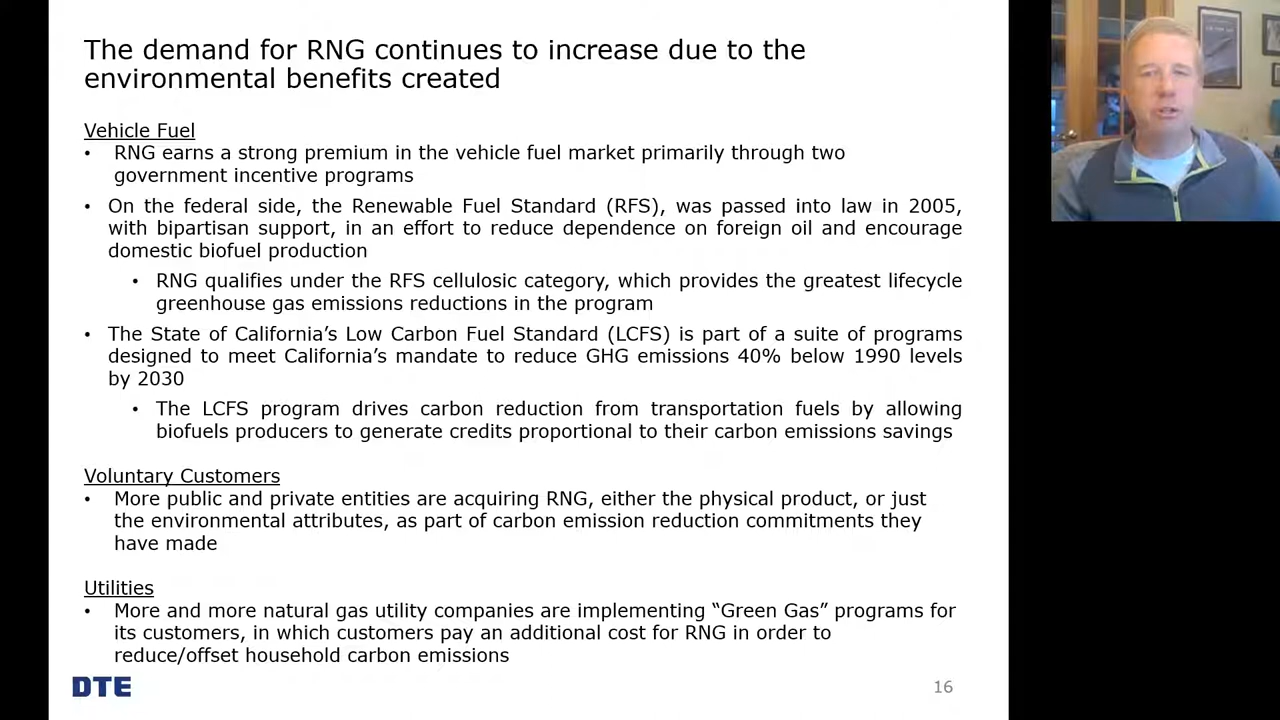 The demand for RNG continues to increase due to the
environmental benefits created
Vehicle Fuel
• RNG earns a strong premium in the vehicle fuel market primarily through two
government incentive programs
• On the federal side, the Renewable Fuel Standard (RFS), was passed into law in 2005,
with bipartisan support, in an effort to reduce dependence on foreign oil and encourage
domestic biofuel production
• RNG qualifies under the RFS cellulosic category, which provides the greatest lifecycle
greenhouse gas emissions reductions in the program
• The State of California’s Low Carbon Fuel Standard (LCFS) is part of a suite of programs
designed to meet California’s mandate to reduce GHG emissions 40% below 1990 levels
by 2030
• The LCFS program drives carbon reduction from transportation fuels by allowing
biofuels producers to generate credits proportional to their carbon emissions savings
Voluntary Customers
• More public and private entities are acquiring RNG, either the physical product, or just
the environmental attributes, as part of carbon emission reduction commitments they
have made
Utilities
• More and more natural gas utility companies are implementing “Green Gas” programs for
its customers, in which customers pay an additional cost for RNG in order to
reduce/offset household carbon emissions
DTE
16